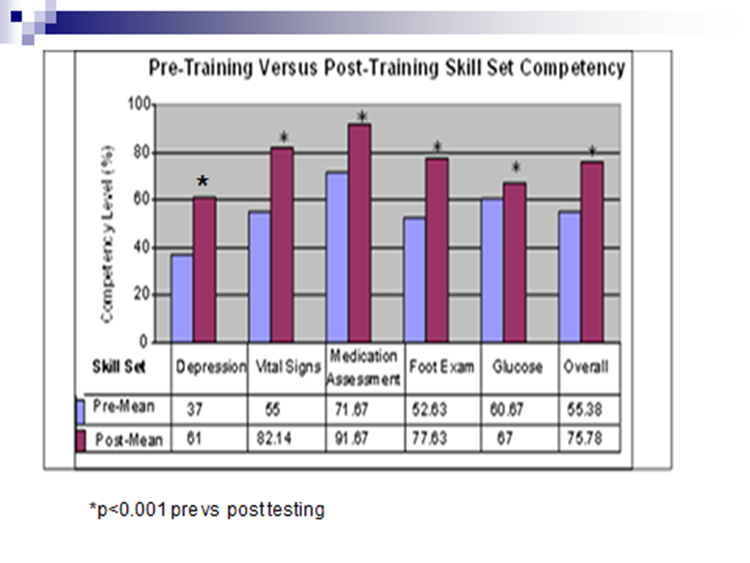 Pre-Training Versus Post-Training Skill Set Competency
Competency Level (%)
100
80
60
40
20
0
* * * * * *
Skill Set Depression Vital Signs Medication Assessment Foot Exam Glucose Overall
Pre-Mean 37 55 71.67 52.63 60.67 55.38
Post-Mean 61 82.14 91.67 77.63 67 75.78
*p<0.001 pre vs post testing